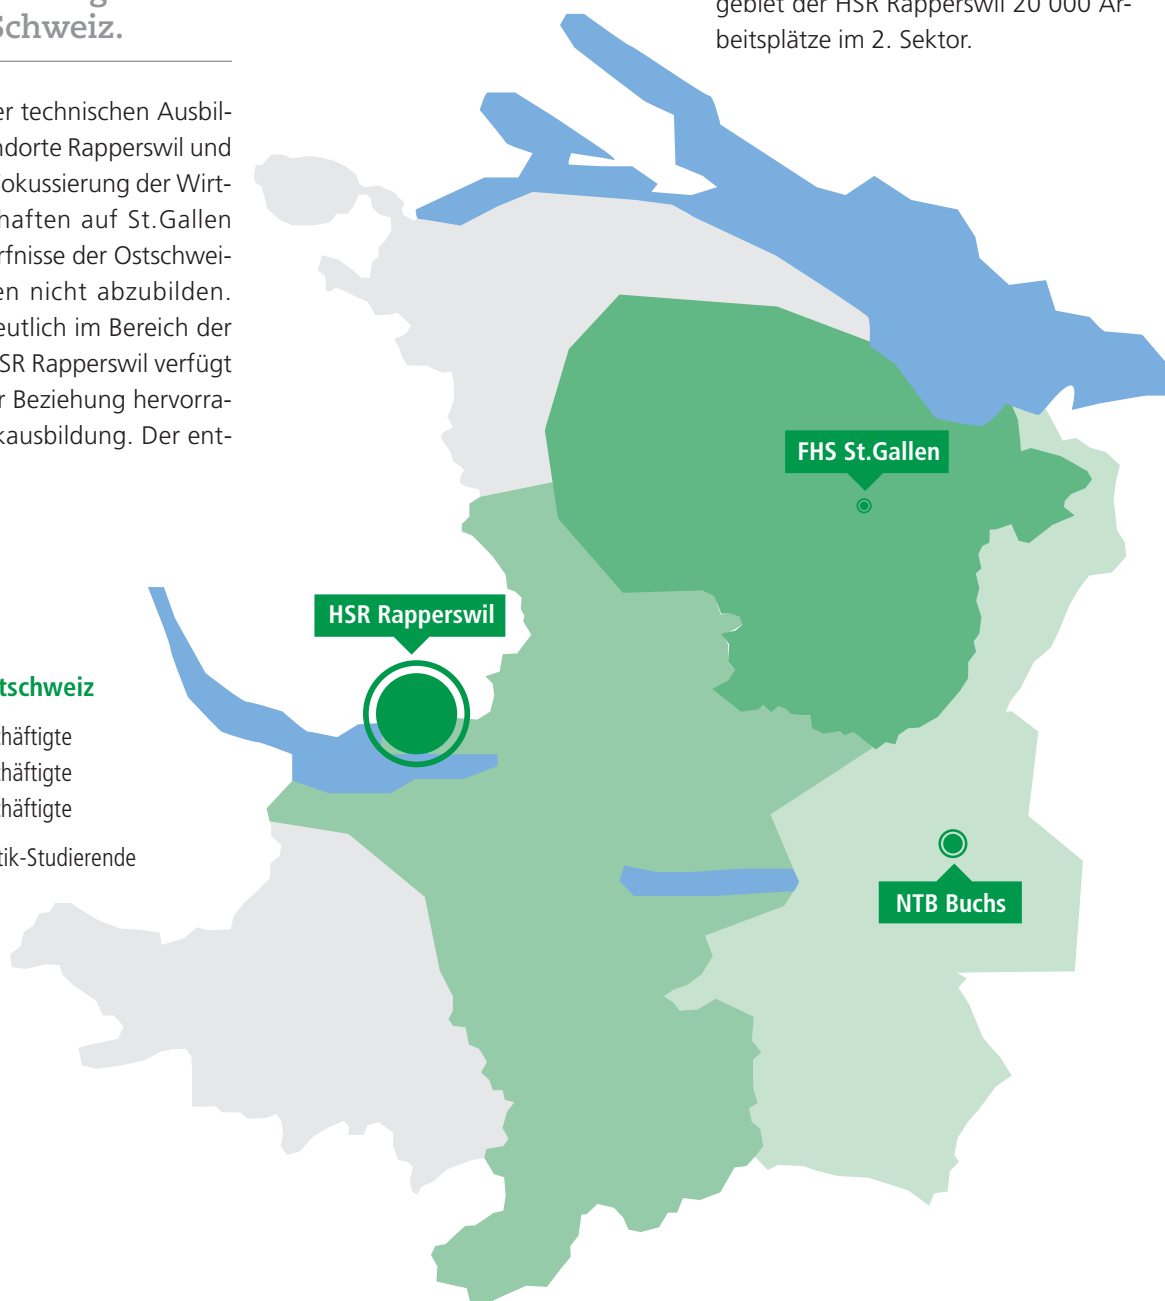 Schweiz.
er technischen Ausbil-
ndorte Rapperswil und
okussierung der Wirt-
haften auf St.Gallen
rfnisse der Ostschwei-
en nicht abzubilden.
eutlich im Bereich der
SR Rapperswil verfügt
r Beziehung hervorra-
kausbildung. Der ent-
gebiet der HSR Rapperswil 20 000 Ar-
beitsplätze im 2. Sektor.
FHS St.Gallen
HSR Rapperswil
NTB Buchs
tschweiz
häftigte
häftigte
häftigte
tik-Studierende